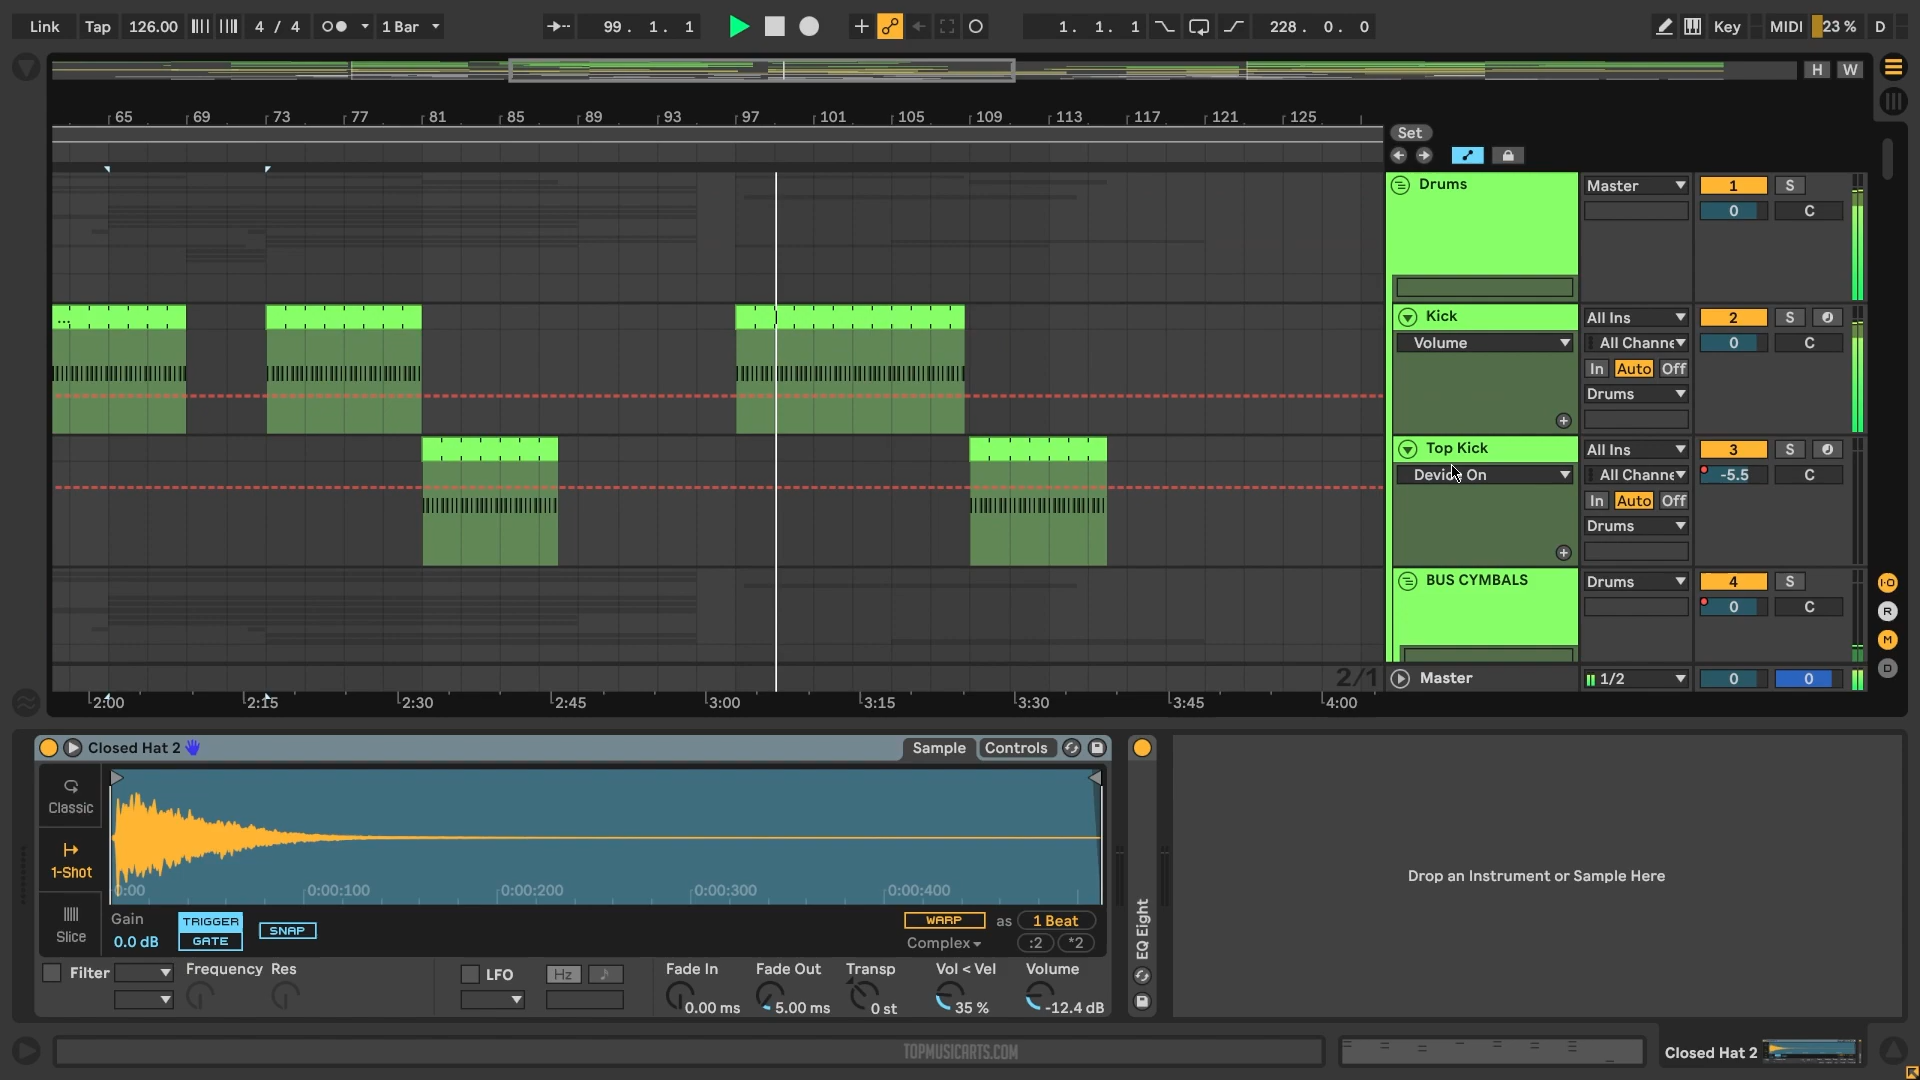 Link Tap 126.00 4 / 4 1 Bar 99. 1. 1 1. 1. 1 228. 0. 0 Key MIDI 23 % D
H W
65 69 73 77 81 85 89 93 97 101 105 109 113 117 121 125
Set
Drums Master 1 S
0 C
... Kick All Ins 2 S
Volume All Channe 0 C
In Auto Off
Drums
Top Kick All Ins 3 S
Device On All Channe -5.5 C
In Auto Off
Drums
BUS CYMBALS Drums 4 S
0 C
I·O
R
M
D
2/1 Master 1/2 0 0
2:00 2:15 2:30 2:45 3:00 3:15 3:30 3:45 4:00
Closed Hat 2 Sample Controls
Classic
1-Shot
Slice
0:00 0:00:100 0:00:200 0:00:300 0:00:400
Gain TRIGGER SNAP WARP as 1 Beat
0.0 dB GATE Complex :2 *2
Filter Frequency Res LFO Hz Fade In Fade Out Transp Vol < Vel Volume
0.00 ms 5.00 ms 0 st 35 % -12.4 dB
EQ Eight
Drop an Instrument or Sample Here
TOPMUSICARTS.COM
Closed Hat 2